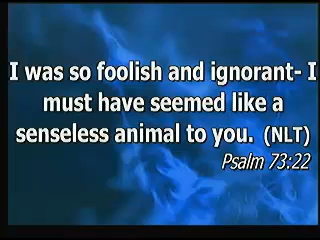 I was so foolish and ignorant- I
must have seemed like a
senseless animal to you. (NLT)
Psalm 73:22